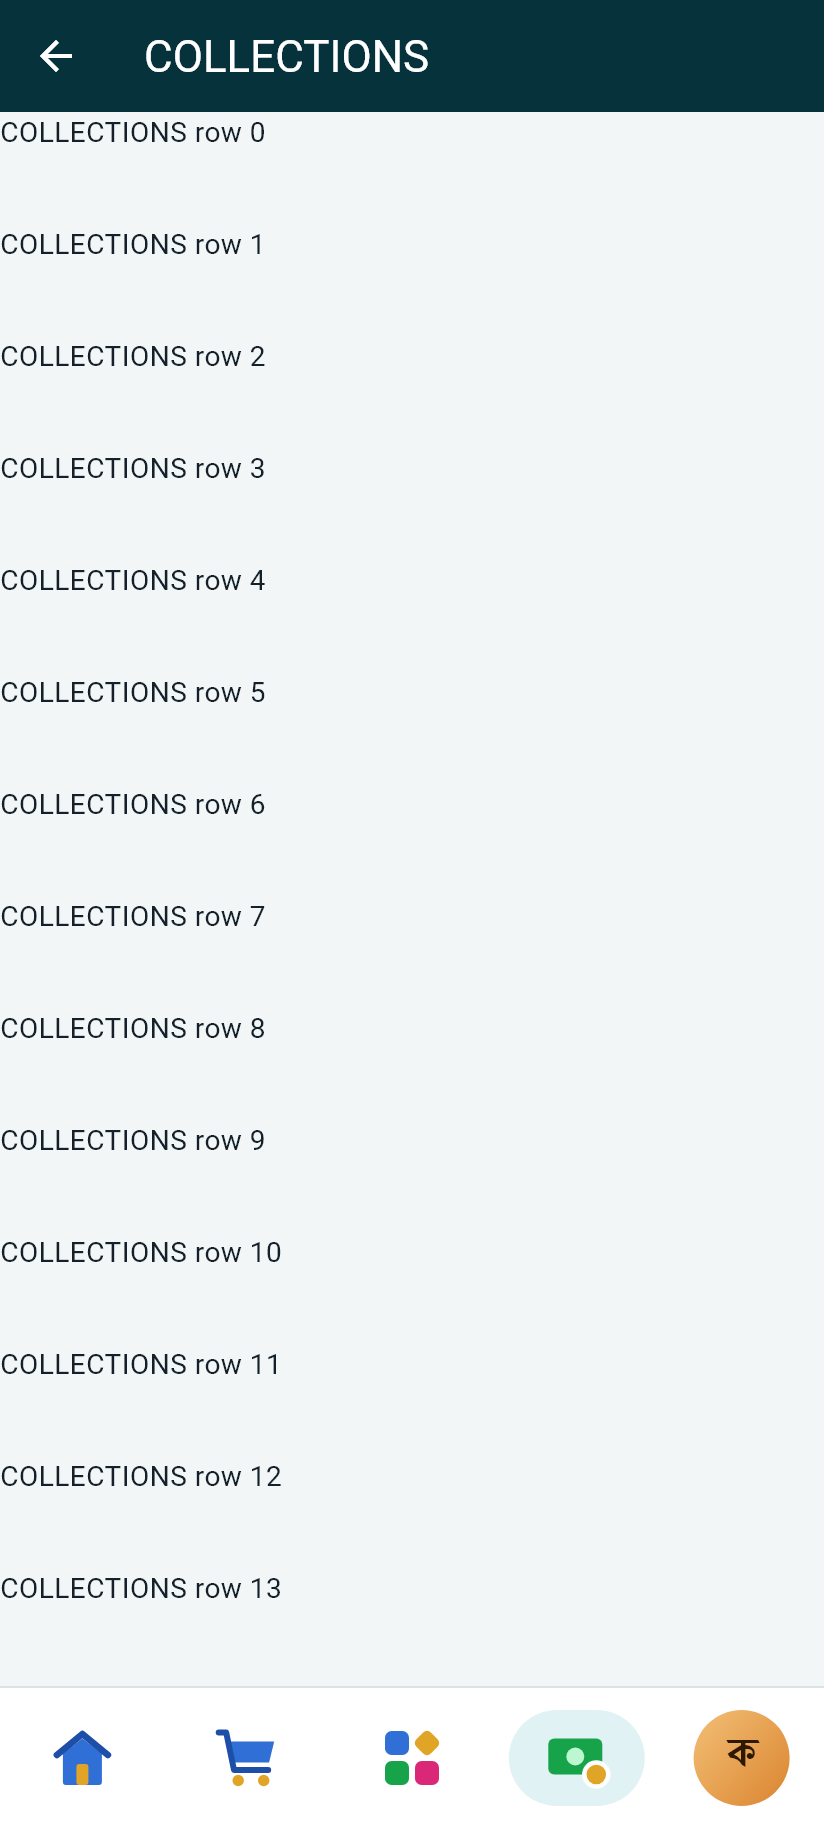 COLLECTIONS
COLLECTIONS row 0
COLLECTIONS row 1
COLLECTIONS row 2
COLLECTIONS row 3
COLLECTIONS row 4
COLLECTIONS row 5
COLLECTIONS row 6
COLLECTIONS row 7
COLLECTIONS row 8
COLLECTIONS row 9
COLLECTIONS row 10
COLLECTIONS row 11
COLLECTIONS row 12
COLLECTIONS row 13
ক